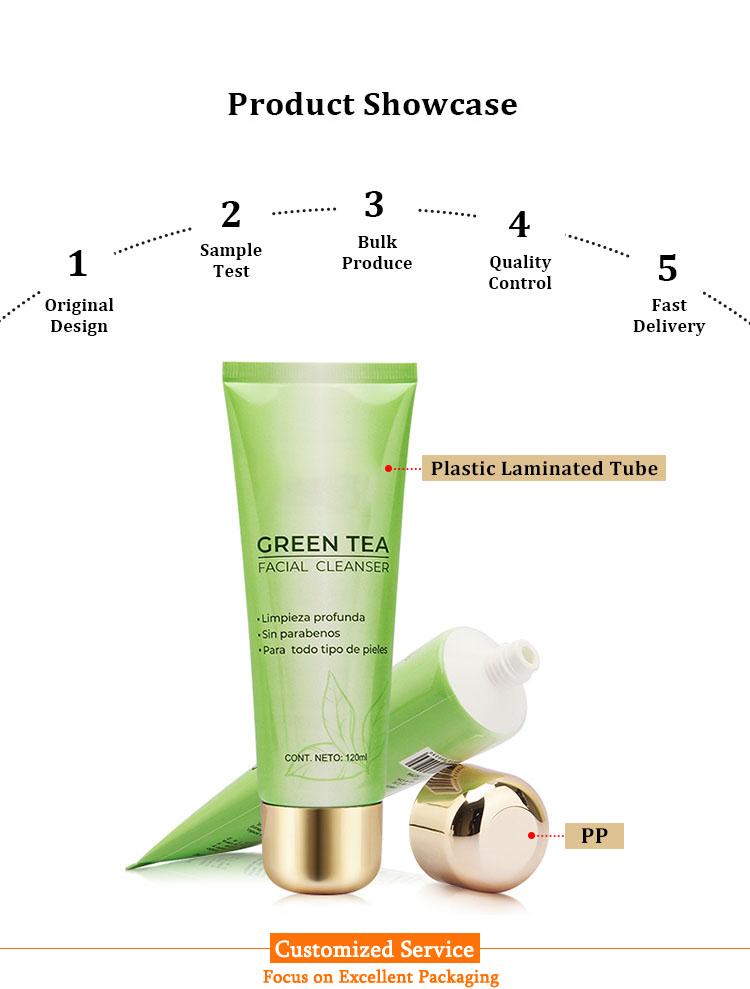 Product Showcase
1
Original
Design
2
Sample
Test
3
Bulk
Produce
4
Quality
Control
5
Fast
Delivery
Plastic Laminated Tube
GREEN TEA
FACIAL CLEANSER
• Limpieza profunda
• Sin parabenos
• Para todo tipo de pieles
CONT. NETO: 120ml
PP
Customized Service
Focus on Excellent Packaging